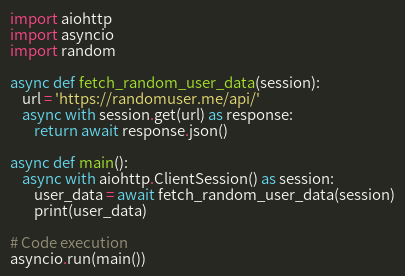 import aiohttp
import asyncio
import random

async def fetch_random_user_data(session):
    url = 'https://randomuser.me/api/'
    async with session.get(url) as response:
        return await response.json()

async def main():
    async with aiohttp.ClientSession() as session:
        user_data = await fetch_random_user_data(session)
        print(user_data)

# Code execution
asyncio.run(main())